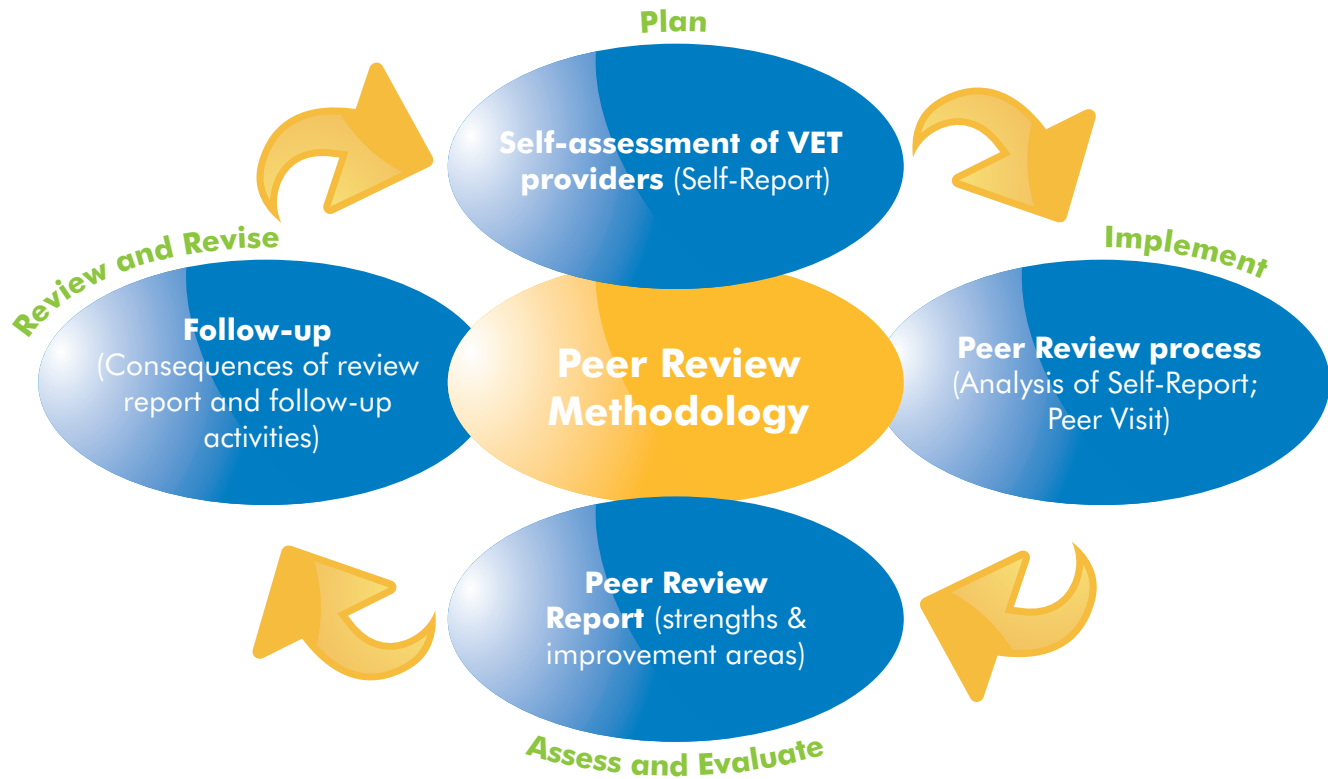 Plan
Self-assessment of VET
providers (Self-Report)
Implement
Peer Review process
(Analysis of Self-Report;
Peer Visit)
Peer Review
Methodology
Review and Revise
Follow-up
(Consequences of review
report and follow-up
activities)
Peer Review
Report (strengths &
improvement areas)
Assess and Evaluate